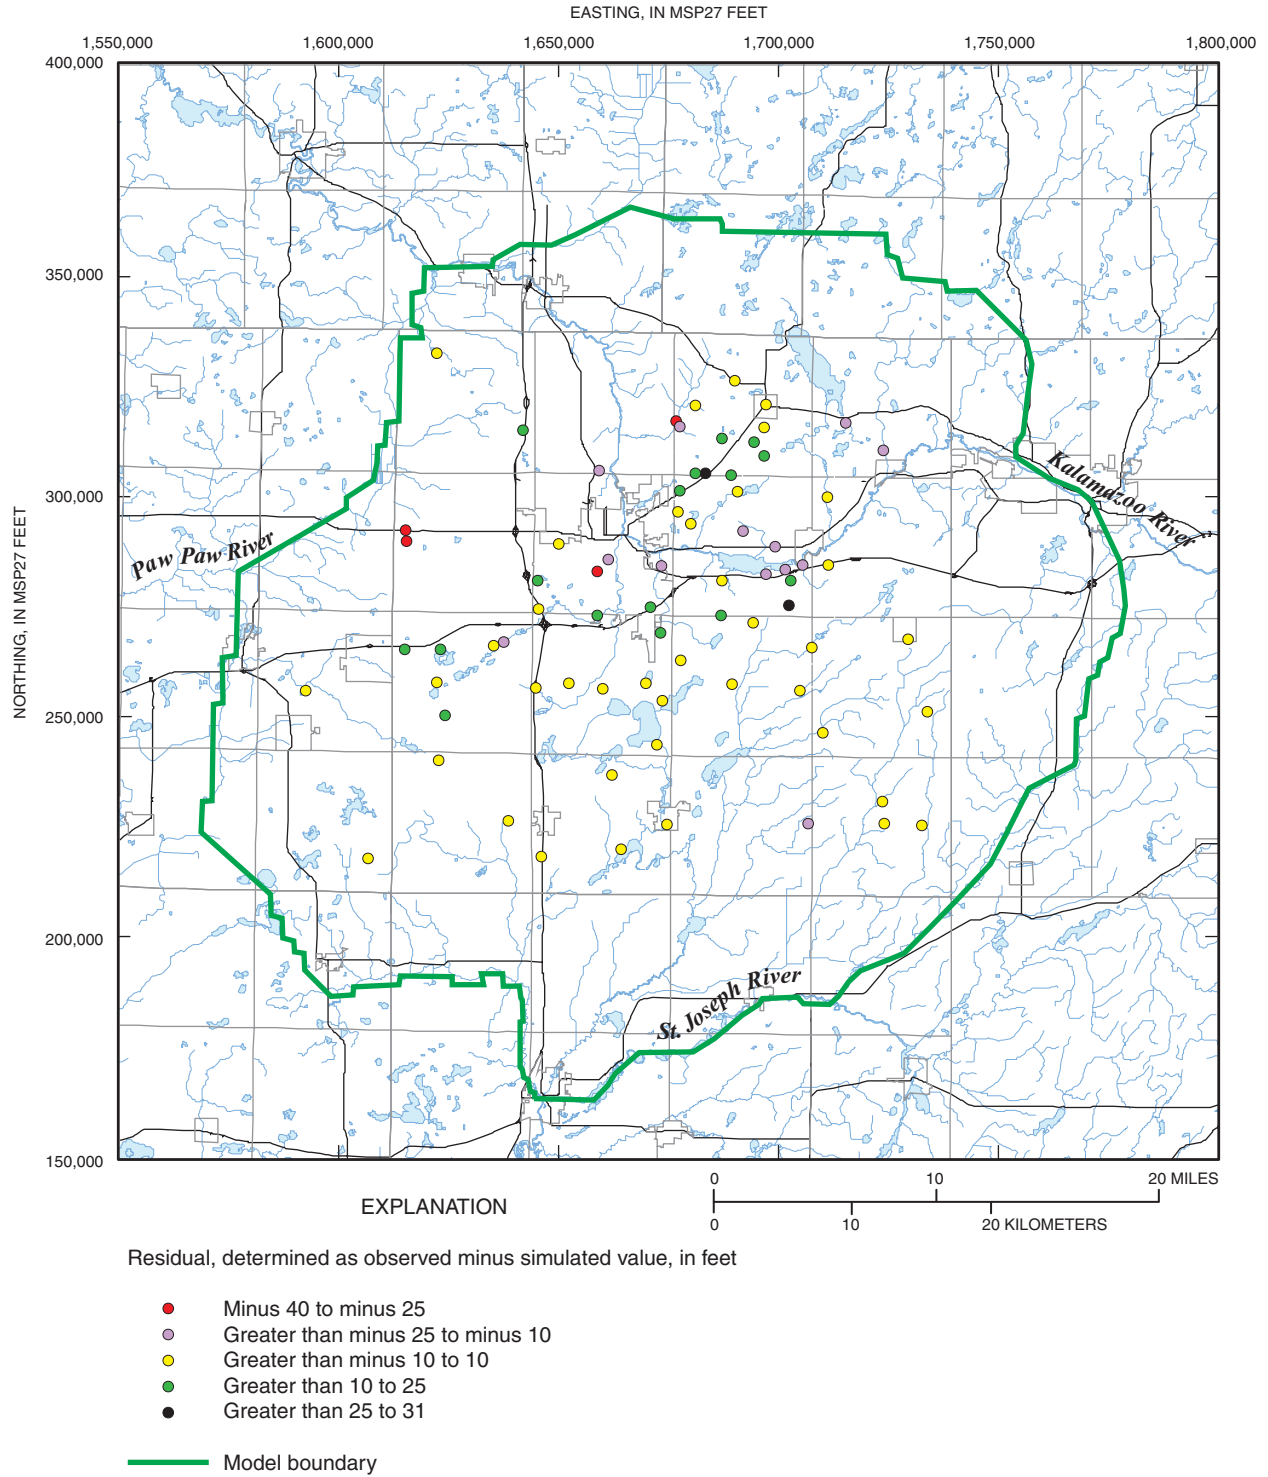 EASTING, IN MSP27 FEET
1,550,000 1,600,000 1,650,000 1,700,000 1,750,000 1,800,000
400,000
350,000
300,000
250,000
200,000
150,000
NORTHING, IN MSP27 FEET
Kalamazoo River
Paw Paw River
St. Joseph River
0 10 20 MILES
0 10 20 KILOMETERS
EXPLANATION
Residual, determined as observed minus simulated value, in feet
Minus 40 to minus 25
Greater than minus 25 to minus 10
Greater than minus 10 to 10
Greater than 10 to 25
Greater than 25 to 31
Model boundary